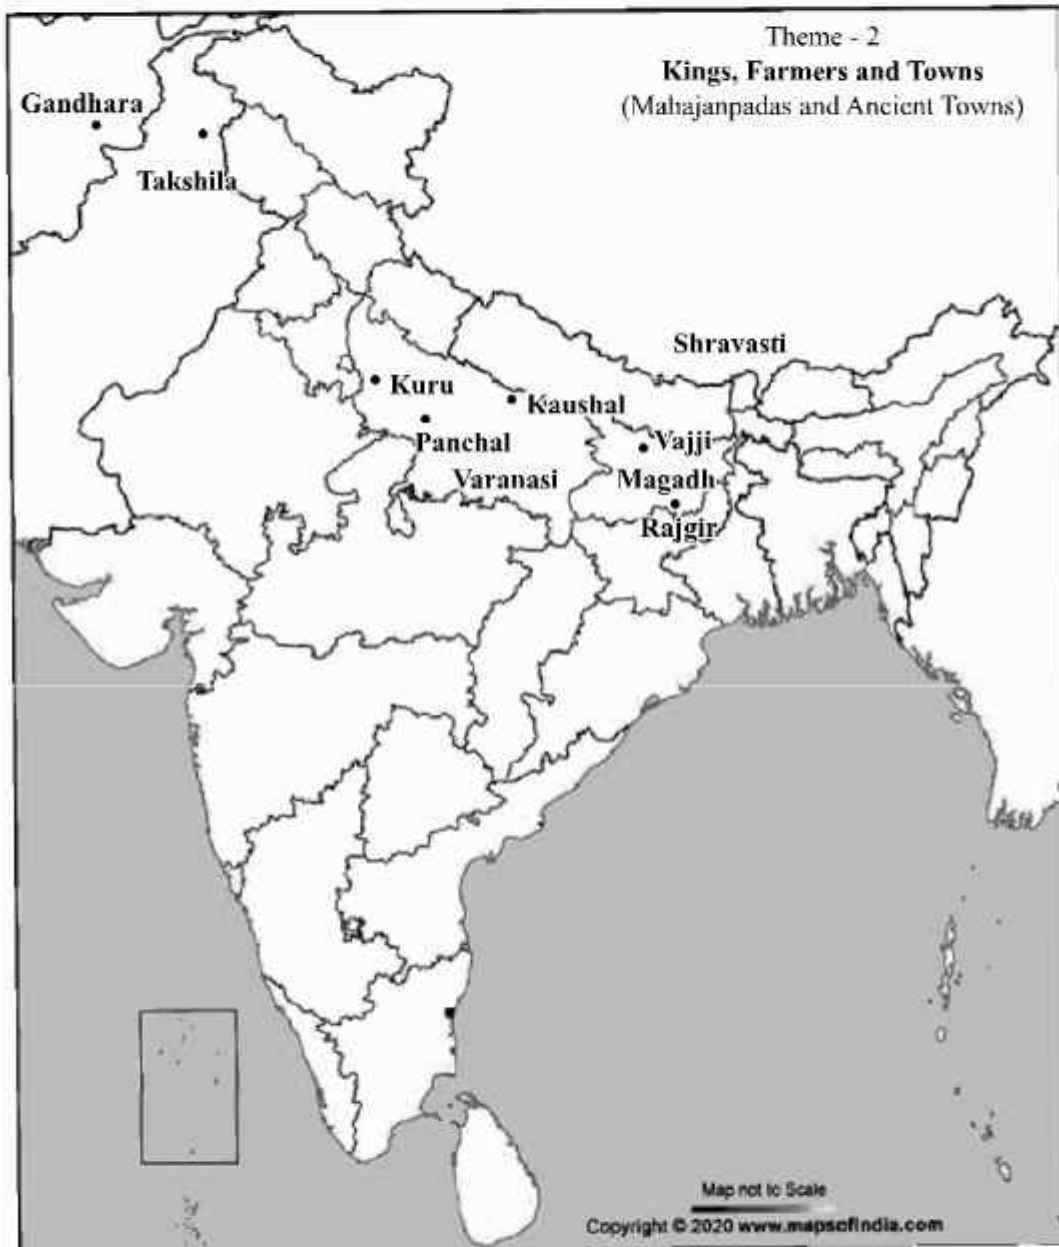 Theme - 2
Kings, Farmers and Towns
(Mahajanpadas and Ancient Towns)
Gandhara
Takshila
Shravasti
Kuru
Kaushal
Panchal
Vajji
Varanasi
Magadh
Rajgir
Map not to Scale
Copyright © 2020 www.mapsofindia.com